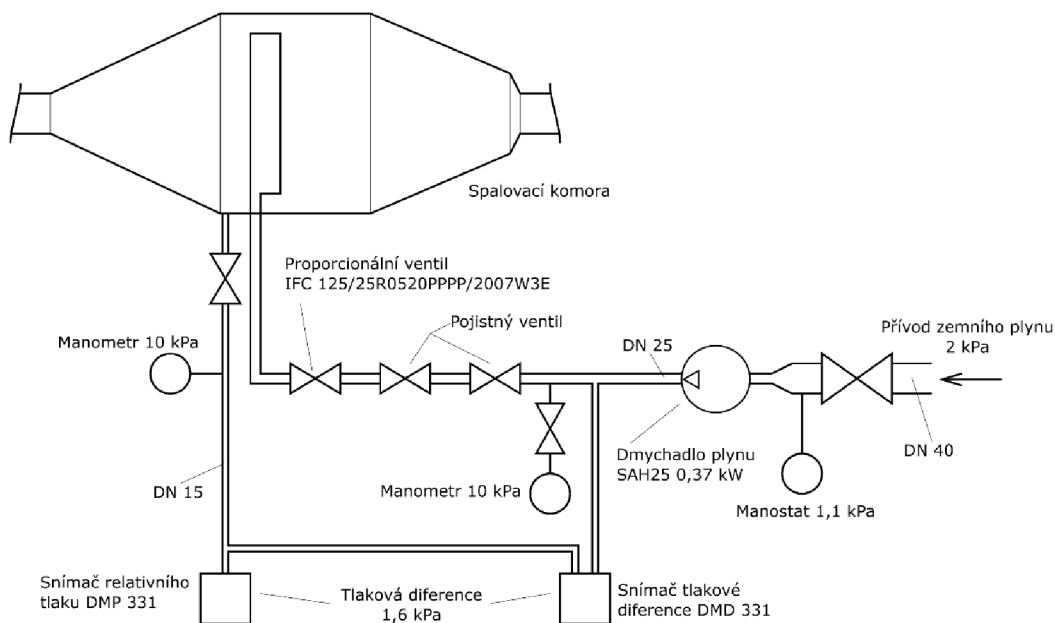 Spalovací komora
Proporcionální ventil
IFC 125/25R0520PPPP/2007W3E
Pojistný ventil
Přívod zemního plynu
2 kPa
Manometr 10 kPa
DN 25
DN 40
Dmychadlo plynu
SAH25 0,37 kW
DN 15
Manometr 10 kPa
Manostat 1,1 kPa
Snímač relativního
tlaku DMP 331
Tlaková diference
1,6 kPa
Snímač tlakové
diference DMD 331